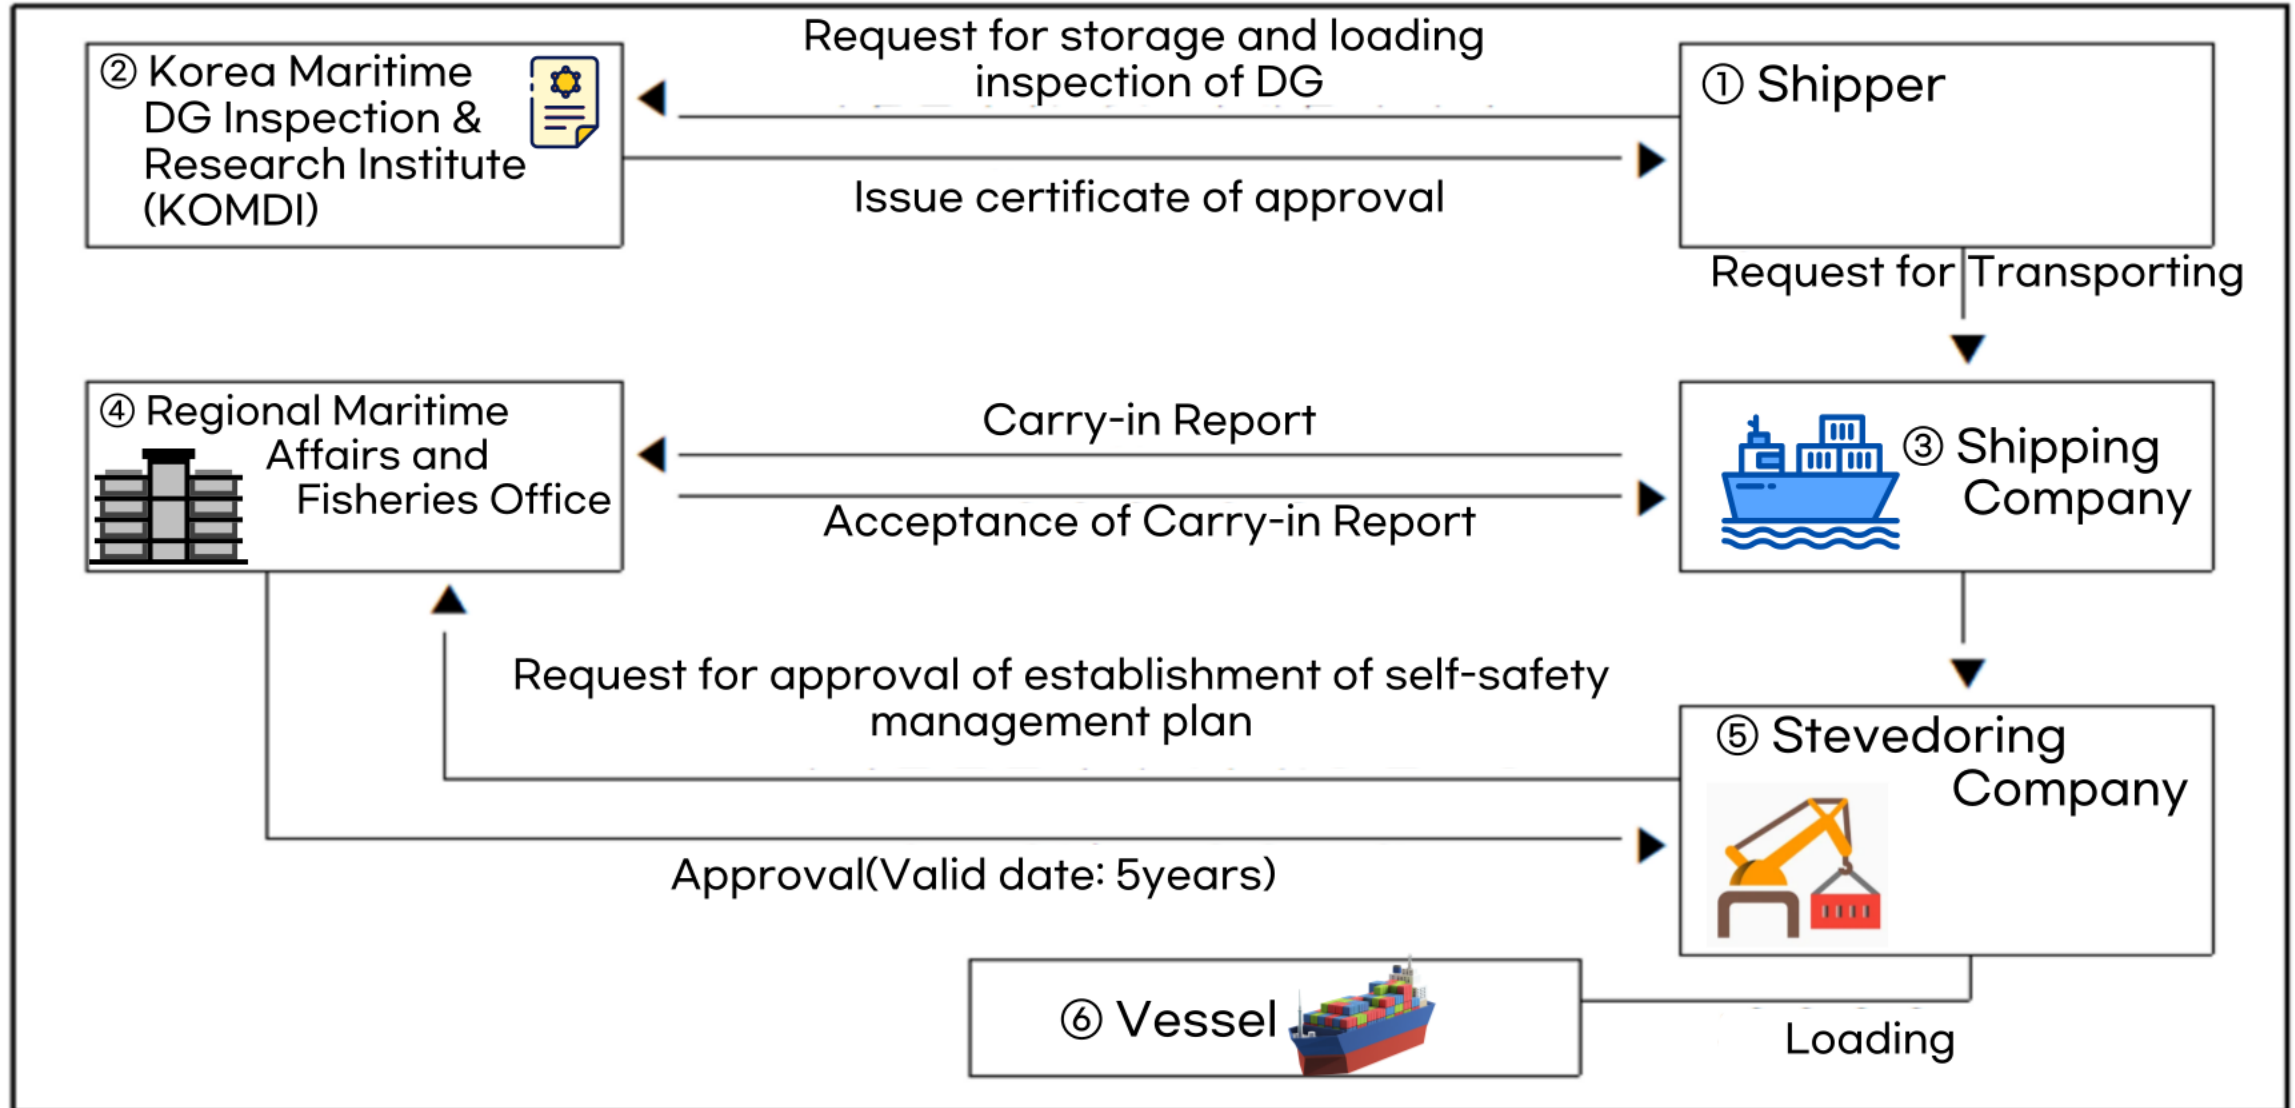 Request for storage and loading
inspection of DG
② Korea Maritime
DG Inspection &
Research Institute
(KOMDI)
① Shipper
Issue certificate of approval
Request for Transporting
④ Regional Maritime
Affairs and
Fisheries Office
Carry-in Report
Acceptance of Carry-in Report
③ Shipping
Company
Request for approval of establishment of self-safety
management plan
⑤ Stevedoring
Company
Approval(Valid date: 5years)
⑥ Vessel
Loading